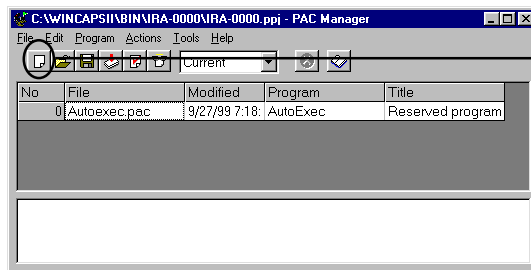 C:\WINCAPSII\BIN\IRA-0000\IRA-0000.ppj - PAC Manager
File Edit Program Actions Tools Help
Current
No File Modified Program Title
0 Autoexec.pac 9/27/99 7:18: AutoExec Reserved program